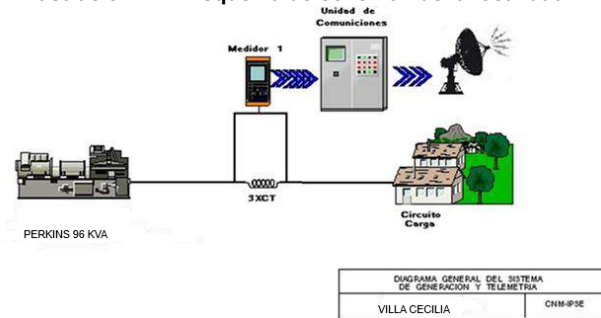 Unidad de
Comuniciones
Medidor 1
3XCT
Circuito
Carga
PERKINS 96 KVA
DIAGRAMA GENERAL DEL SISTEMA
DE GENERACION Y TELEMETRIA
VILLA CECILIA
CNM-IPSE